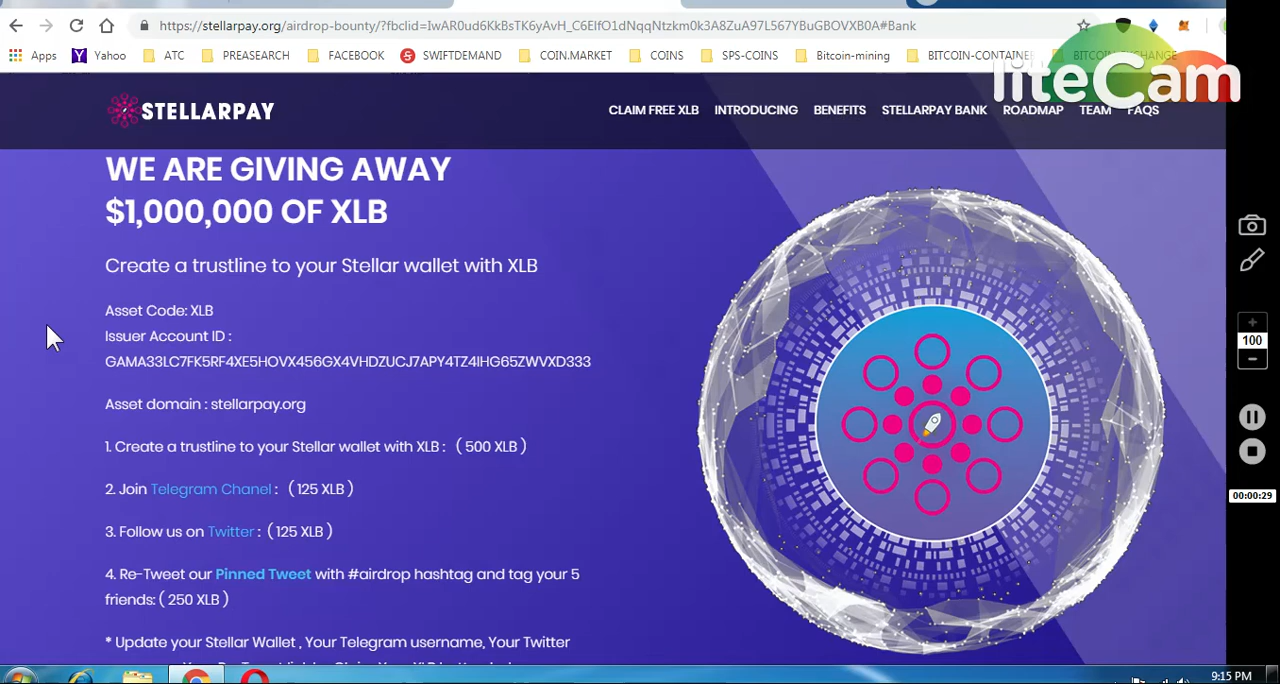 https://stellarpay.org/airdrop-bounty/?fbclid=IwAR0ud6KkBsTK6yAvH_C6ElfO1dNqqNtzkm0k3A8ZuA97L567YBuGBOVXB0A#Bank
Apps Yahoo ATC PREASEARCH FACEBOOK SWIFTDEMAND COIN.MARKET COINS SPS-COINS Bitcoin-mining BITCOIN-CONTAINE BITCOIN-EXCHANGE
liteCam
STELLARPAY
CLAIM FREE XLB INTRODUCING BENEFITS STELLARPAY BANK ROADMAP TEAM FAQS
WE ARE GIVING AWAY
$1,000,000 OF XLB
Create a trustline to your Stellar wallet with XLB
Asset Code: XLB
Issuer Account ID :
GAMA33LC7FK5RF4XE5HOVX456GX4VHDZUCJ7APY4TZ4IHG65ZWVXD333
Asset domain : stellarpay.org
1. Create a trustline to your Stellar wallet with XLB : ( 500 XLB )
2. Join Telegram Chanel : ( 125 XLB )
3. Follow us on Twitter : ( 125 XLB )
4. Re-Tweet our Pinned Tweet with #airdrop hashtag and tag your 5
friends: ( 250 XLB )
* Update your Stellar Wallet , Your Telegram username, Your Twitter
100
00:00:29
9:15 PM